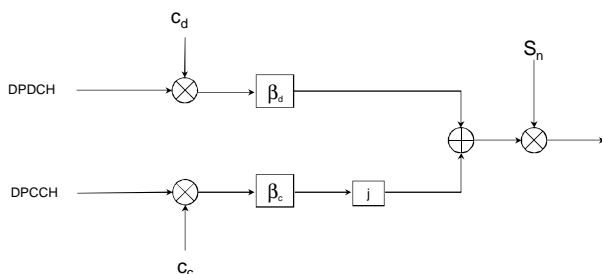 c_d
S_n
DPDCH
β_d
DPCCH
β_c
j
c_c